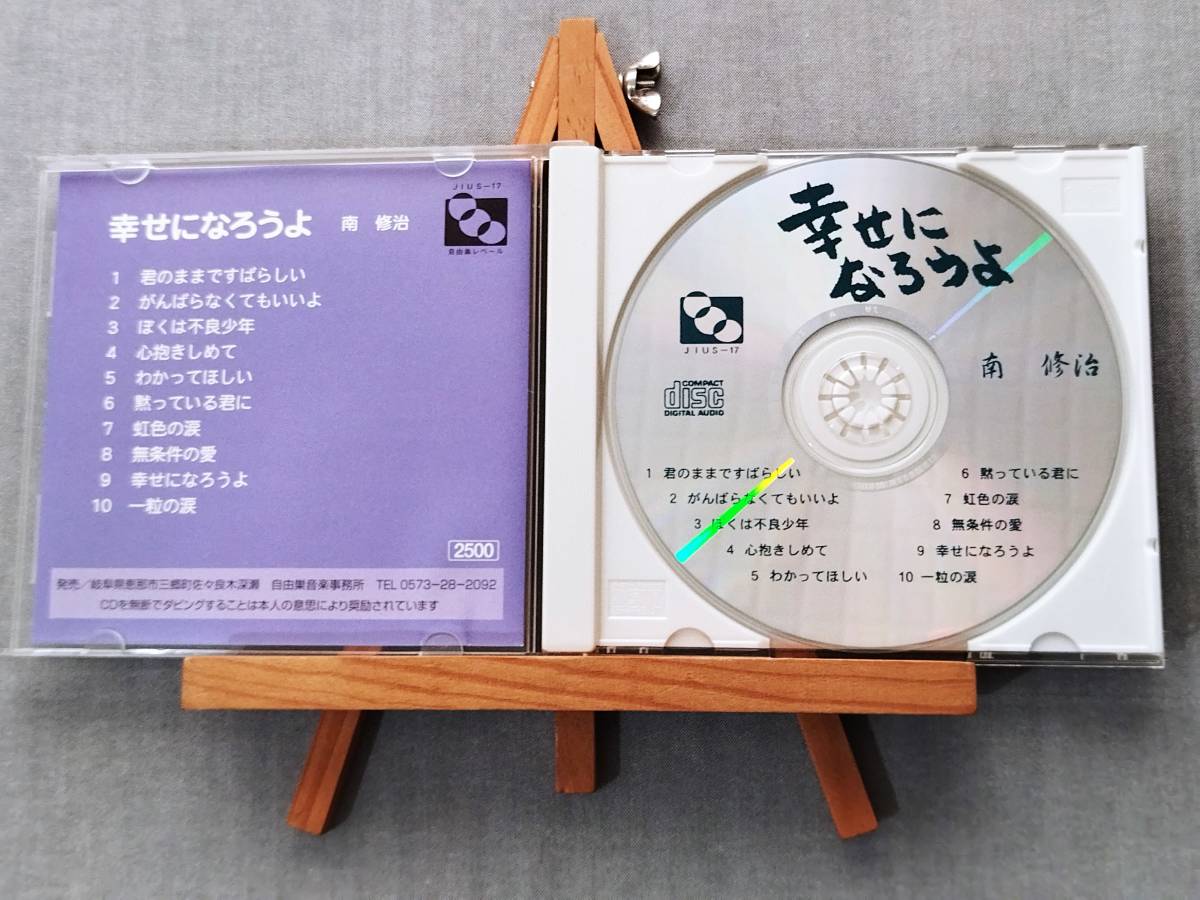 幸せになろうよ 南 修治
JIUS-17
自由巣レーベル
1 君のままですばらしい
2 がんばらなくてもいいよ
3 ぼくは不良少年
4 心抱きしめて
5 わかってほしい
6 黙っている君に
7 虹色の涙
8 無条件の愛
9 幸せになろうよ
10 一粒の涙
2500
発売／岐阜県恵那市三郷町佐々良木深瀬 自由巣音楽事務所 TEL 0573-28-2092
CDを無断でダビングすることは本人の意思により奨励されています
幸せに
なろうよ
JIUS-17
南 修治
COMPACT
disc
DIGITAL AUDIO
1 君のままですばらしい
2 がんばらなくてもいいよ
3 ぼくは不良少年
4 心抱きしめて
5 わかってほしい
6 黙っている君に
7 虹色の涙
8 無条件の愛
9 幸せになろうよ
10 一粒の涙